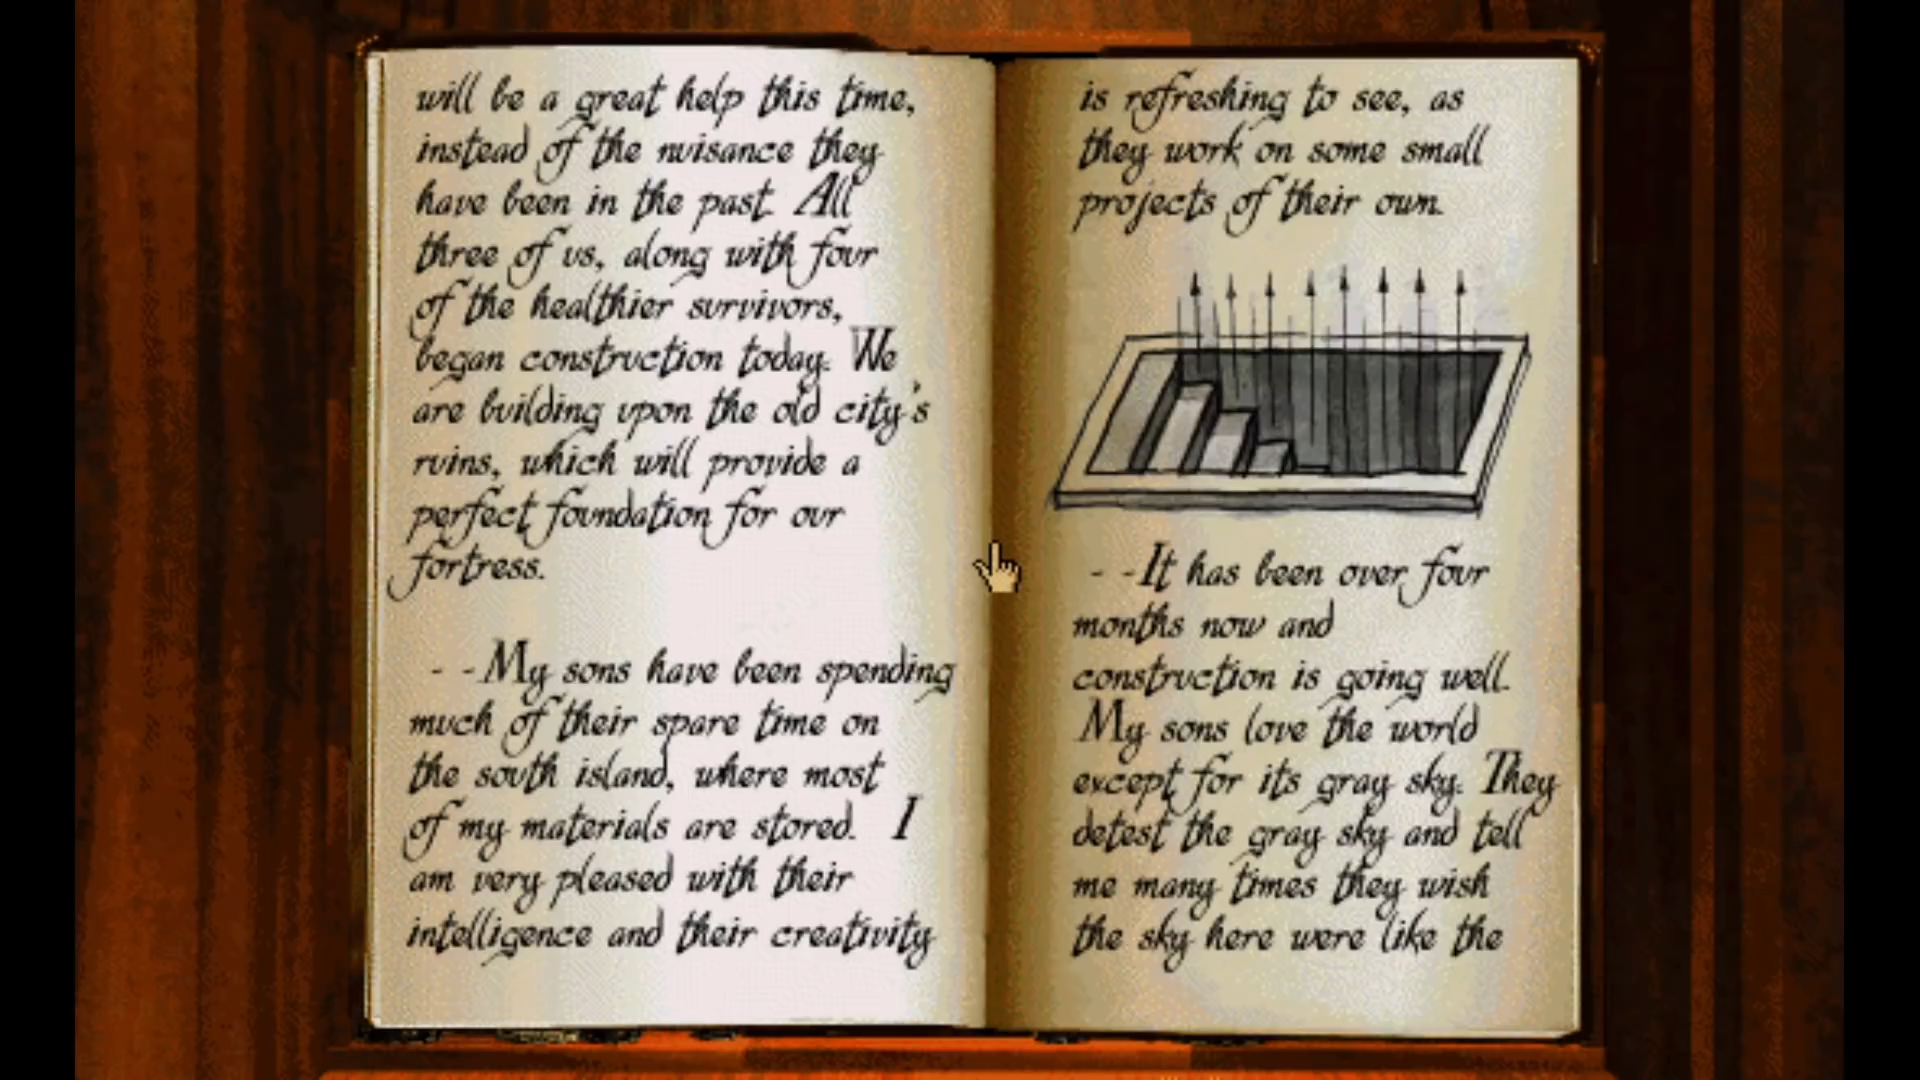 will be a great help this time,
instead of the nuisance they
have been in the past. All
three of us, along with four
of the healthier survivors,
began construction today. We
are building upon the old city's
ruins, which will provide a
perfect foundation for our
fortress.
- -My sons have been spending
much of their spare time on
the south island, where most
of my materials are stored. I
am very pleased with their
intelligence and their creativity
is refreshing to see, as
they work on some small
projects of their own.
- -It has been over four
months now and
construction is going well.
My sons love the world
except for its gray sky. They
detest the gray sky and tell
me many times they wish
the sky here were like the